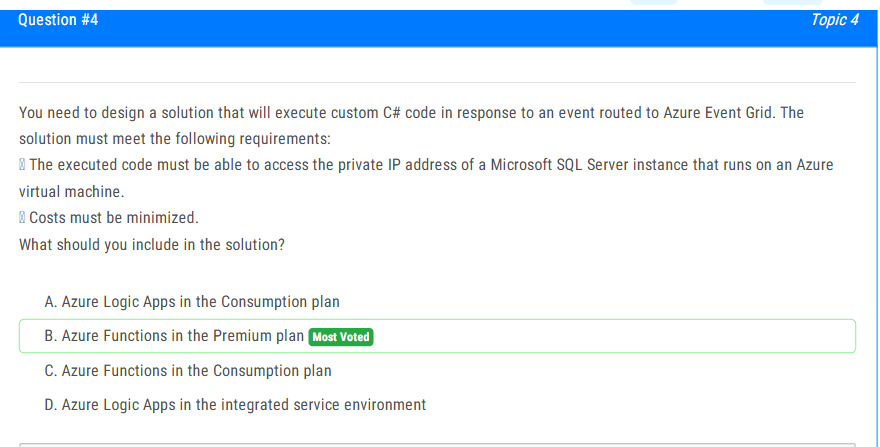 Question #4
Topic 4
You need to design a solution that will execute custom C# code in response to an event routed to Azure Event Grid. The
solution must meet the following requirements:
The executed code must be able to access the private IP address of a Microsoft SQL Server instance that runs on an Azure
virtual machine.
Costs must be minimized.
What should you include in the solution?
A. Azure Logic Apps in the Consumption plan
B. Azure Functions in the Premium plan Most Voted
C. Azure Functions in the Consumption plan
D. Azure Logic Apps in the integrated service environment